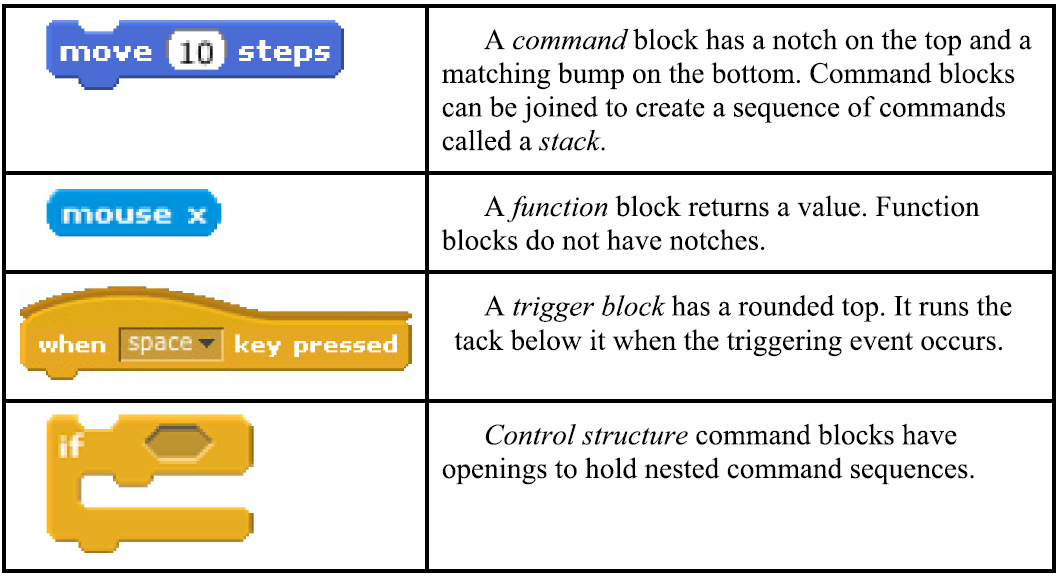 move 10 steps
A command block has a notch on the top and a
matching bump on the bottom. Command blocks
can be joined to create a sequence of commands
called a stack.
mouse x
A function block returns a value. Function
blocks do not have notches.
when space key pressed
A trigger block has a rounded top. It runs the
tack below it when the triggering event occurs.
if
Control structure command blocks have
openings to hold nested command sequences.